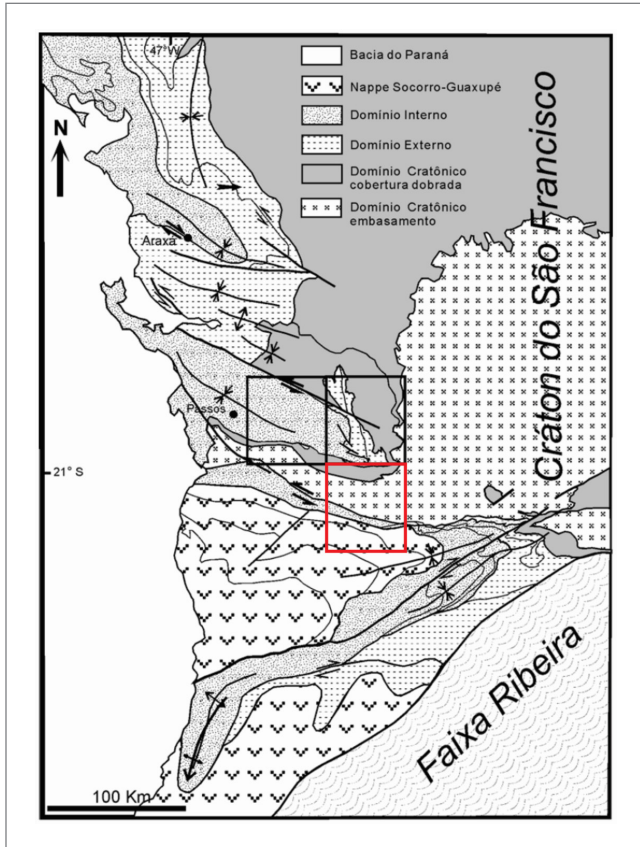 47°W
N
Bacia do Paraná
Nappe Socorro-Guaxupé
Domínio Interno
Domínio Externo
Domínio Cratônico
cobertura dobrada
Domínio Cratônico
embasamento
Cráton do São Francisco
Araxa
Passos
21° S
Faixa Ribeira
100 Km